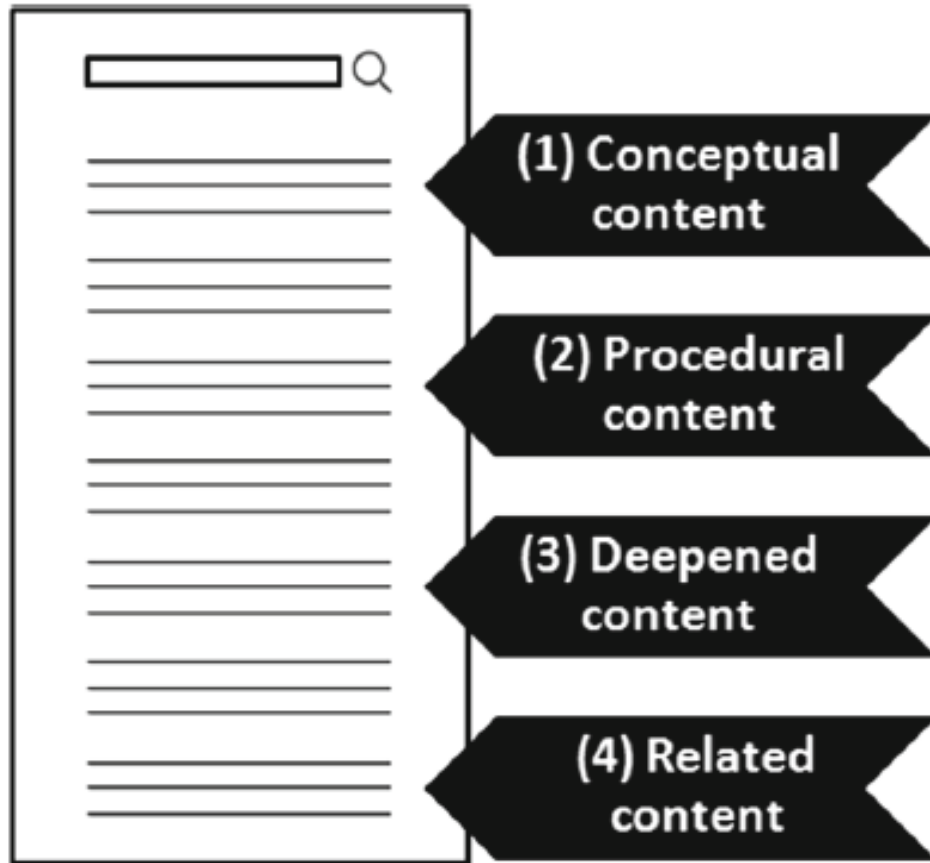 (1) Conceptual
content
(2) Procedural
content
(3) Deepened
content
(4) Related
content